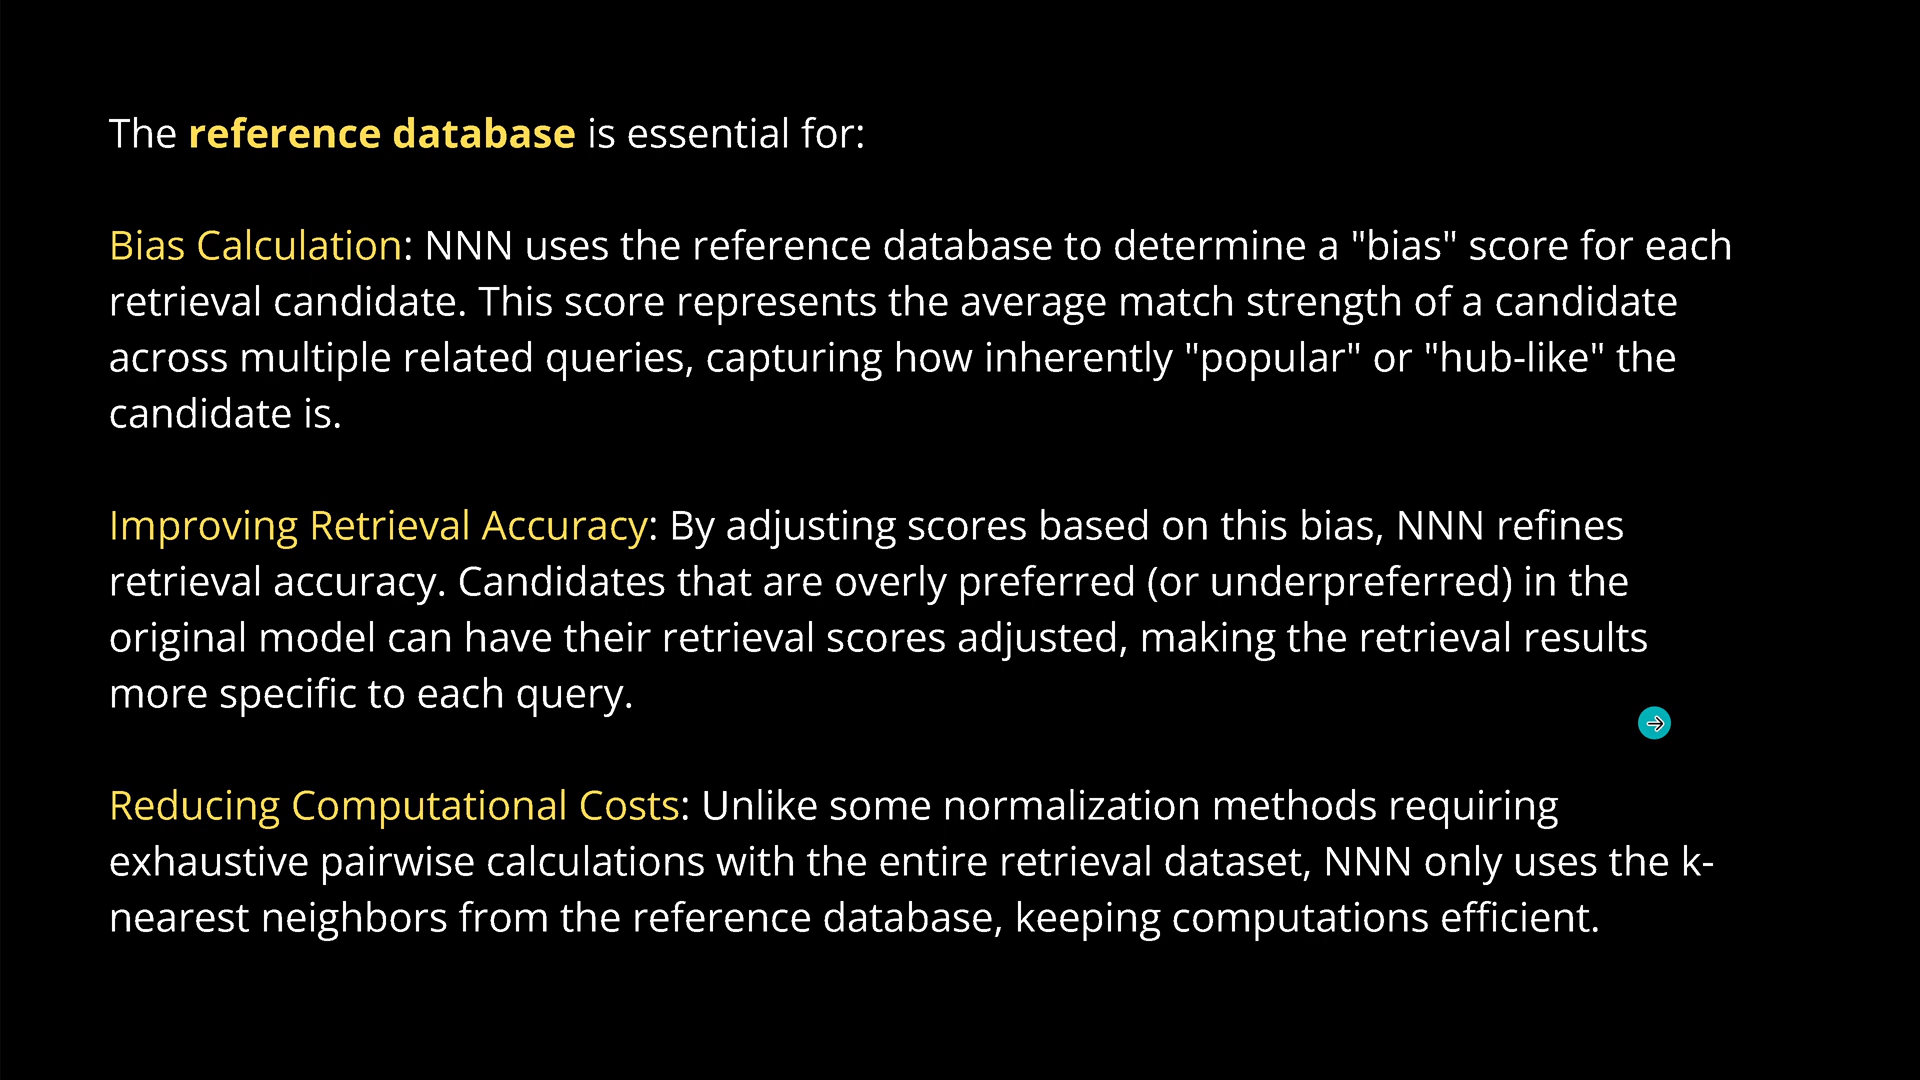 The reference database is essential for:
Bias Calculation: NNN uses the reference database to determine a "bias" score for each
retrieval candidate. This score represents the average match strength of a candidate
across multiple related queries, capturing how inherently "popular" or "hub-like" the
candidate is.
Improving Retrieval Accuracy: By adjusting scores based on this bias, NNN refines
retrieval accuracy. Candidates that are overly preferred (or underpreferred) in the
original model can have their retrieval scores adjusted, making the retrieval results
more specific to each query.
Reducing Computational Costs: Unlike some normalization methods requiring
exhaustive pairwise calculations with the entire retrieval dataset, NNN only uses the k-
nearest neighbors from the reference database, keeping computations efficient.